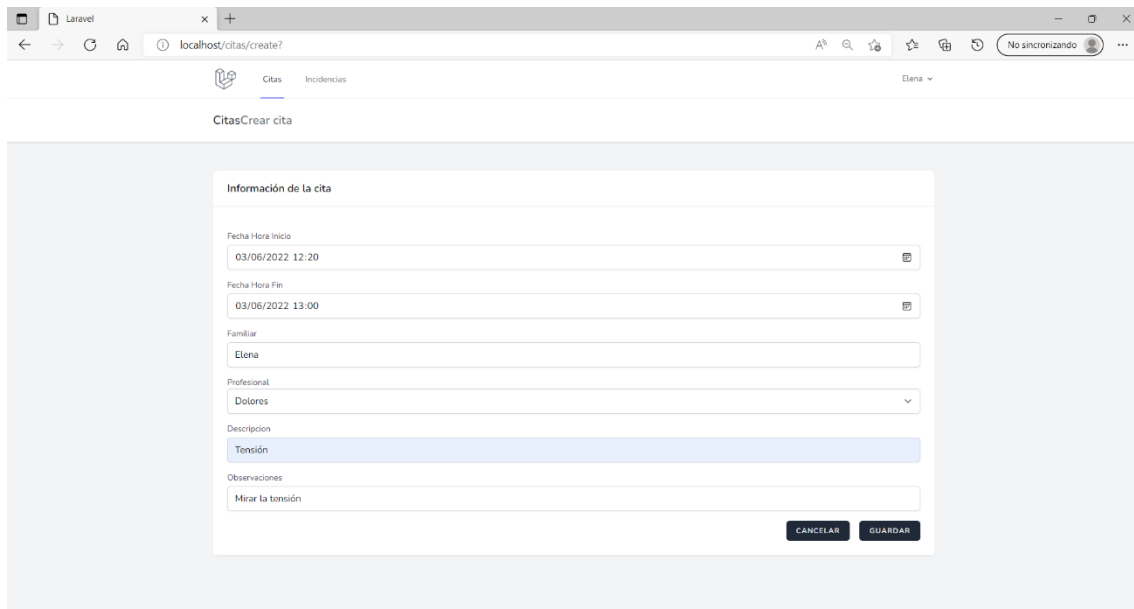 Laravel
localhost/citas/create?
No sincronizando
Citas Incidencias Elena
CitasCrear cita
Información de la cita
Fecha Hora Inicio
03/06/2022 12:20
Fecha Hora Fin
03/06/2022 13:00
Familiar
Elena
Profesional
Dolores
Descripcion
Tensión
Observaciones
Mirar la tensión
CANCELAR GUARDAR